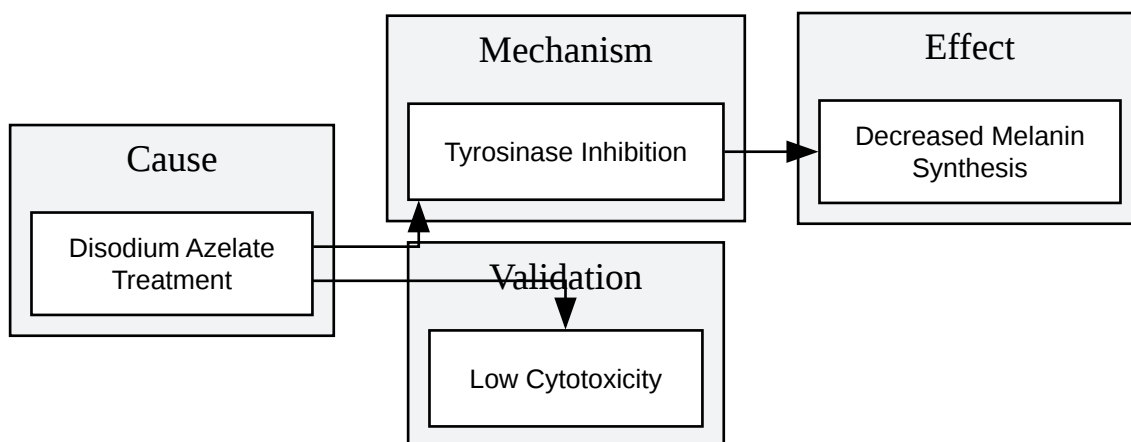 Cause
Disodium Azelate
Treatment
Mechanism
Tyrosinase Inhibition
Validation
Low Cytotoxicity
Effect
Decreased Melanin
Synthesis